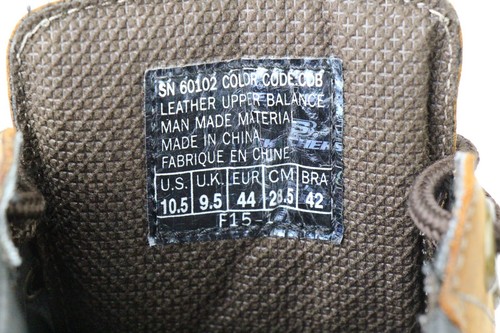 SN 60102 COLOR CODE:CDB
LEATHER UPPER BALANCE
MAN MADE MATERIAL
MADE IN CHINA
FABRIQUE EN CHINE
U.S. U.K. EUR CM BRA
10.5 9.5 44 28.5 42